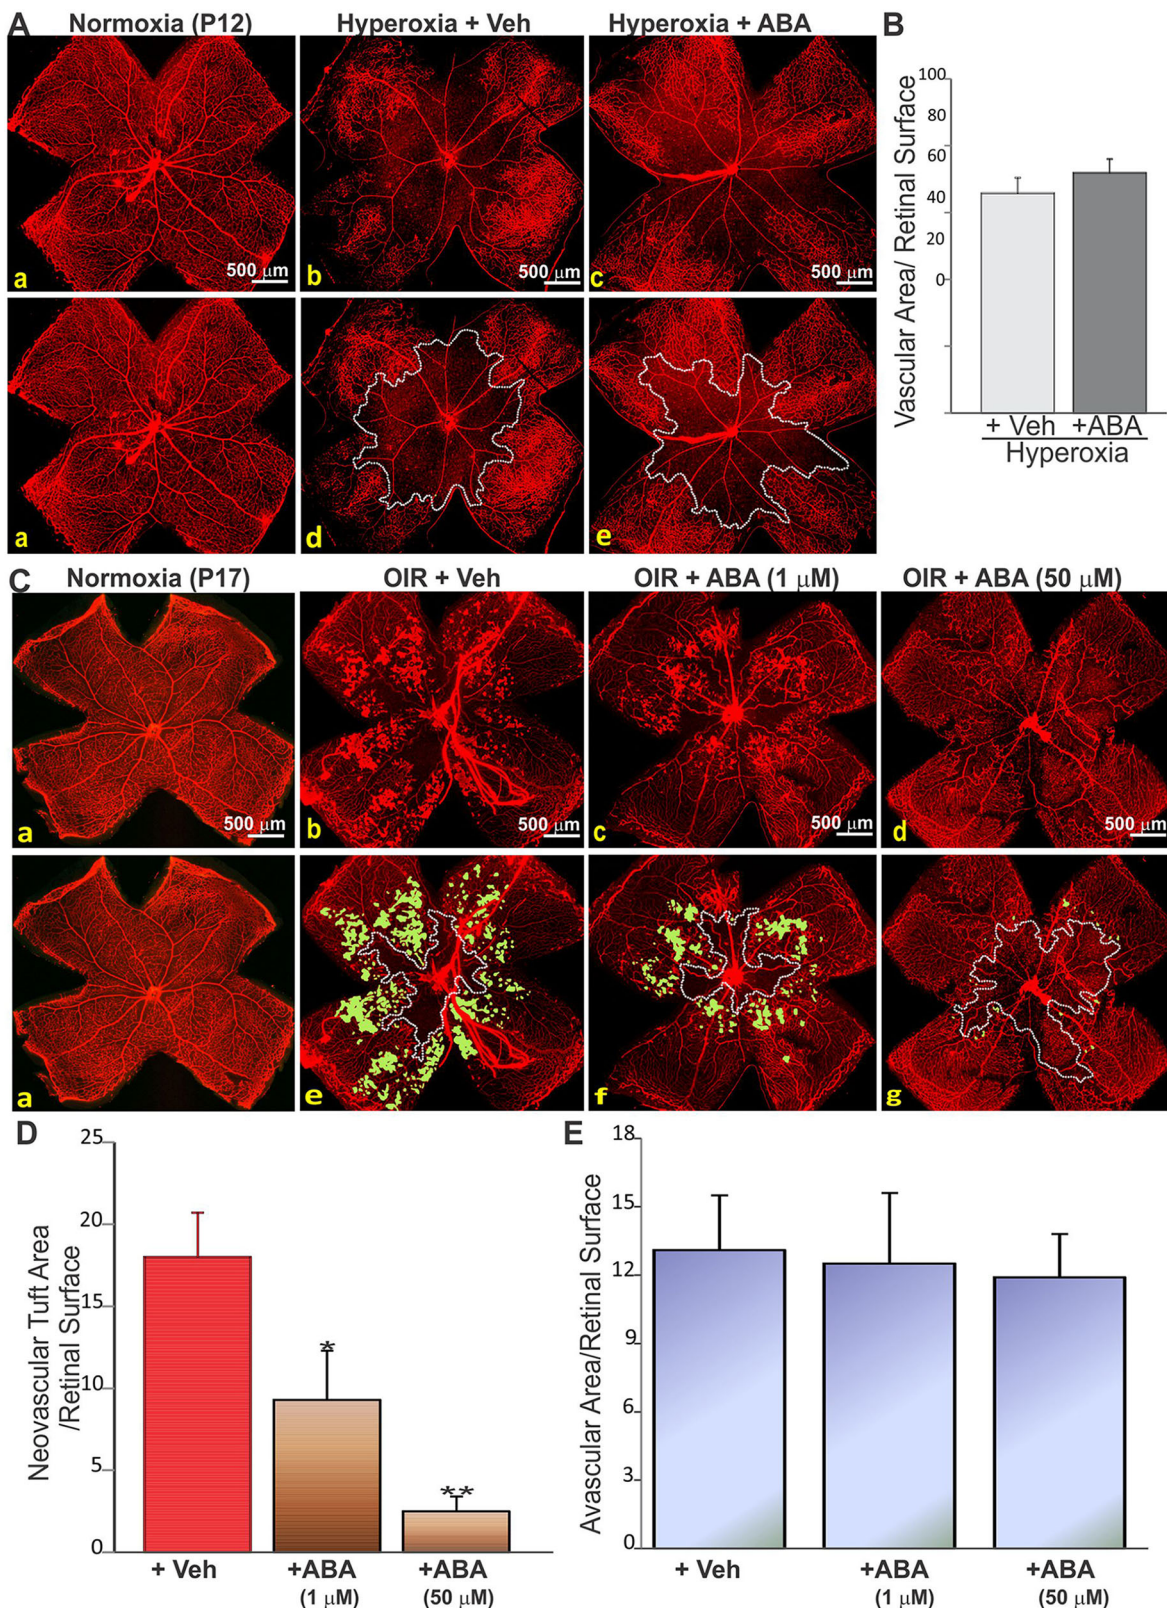 A Normoxia (P12) Hyperoxia + Veh Hyperoxia + ABA B
a 500 μm b 500 μm c 500 μm
a d e
100
80
60
40
20
0
Vascular Area/ Retinal Surface
+ Veh +ABA
Hyperoxia
C Normoxia (P17) OIR + Veh OIR + ABA (1 μM) OIR + ABA (50 μM)
a 500 μm b 500 μm c 500 μm d 500 μm
a e f g
D
25
20
15
10
5
0
Neovascular Tuft Area
/Retinal Surface
*
**
+ Veh +ABA +ABA
(1 μM) (50 μM)
E
18
15
12
9
6
3
0
Avascular Area/Retinal Surface
+ Veh +ABA +ABA
(1 μM) (50 μM)